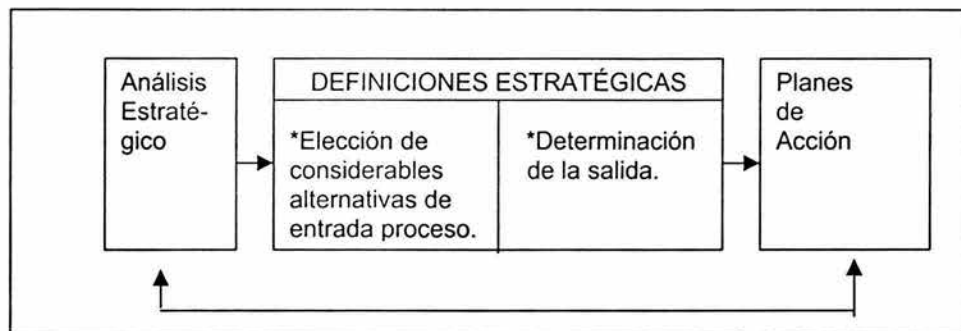 Análisis
Estraté-
gico
DEFINICIONES ESTRATÉGICAS
*Elección de
considerables
alternativas de
entrada proceso.
*Determinación
de la salida.
Planes
de
Acción